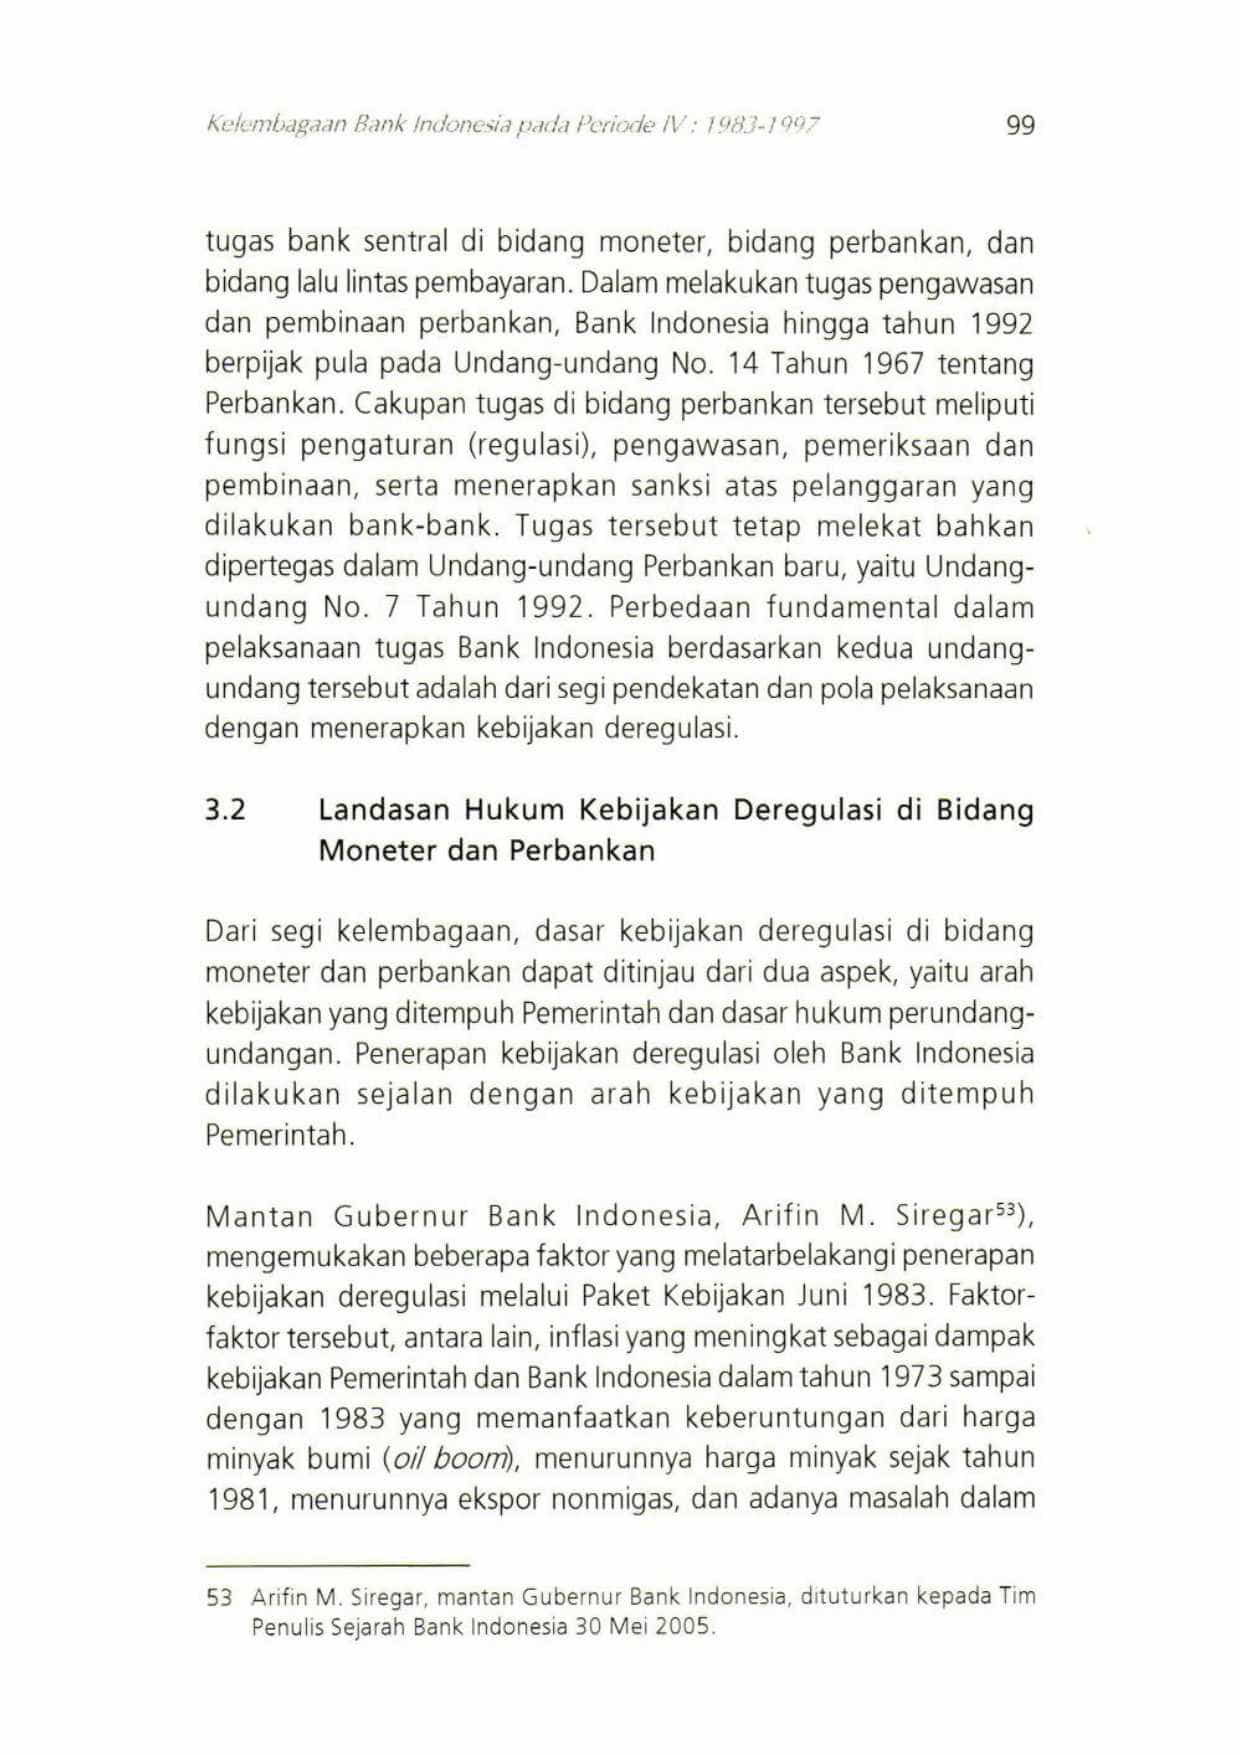 Kelembagaan Bank Indonesia pada Periode IV : 1983-1997 99
tugas bank sentral di bidang moneter, bidang perbankan, dan
bidang lalu lintas pembayaran. Dalam melakukan tugas pengawasan
dan pembinaan perbankan, Bank Indonesia hingga tahun 1992
berpijak pula pada Undang-undang No. 14 Tahun 1967 tentang
Perbankan. Cakupan tugas di bidang perbankan tersebut meliputi
fungsi pengaturan (regulasi), pengawasan, pemeriksaan dan
pembinaan, serta menerapkan sanksi atas pelanggaran yang
dilakukan bank-bank. Tugas tersebut tetap melekat bahkan
dipertegas dalam Undang-undang Perbankan baru, yaitu Undang-
undang No. 7 Tahun 1992. Perbedaan fundamental dalam
pelaksanaan tugas Bank Indonesia berdasarkan kedua undang-
undang tersebut adalah dari segi pendekatan dan pola pelaksanaan
dengan menerapkan kebijakan deregulasi.
3.2 Landasan Hukum Kebijakan Deregulasi di Bidang
Moneter dan Perbankan
Dari segi kelembagaan, dasar kebijakan deregulasi di bidang
moneter dan perbankan dapat ditinjau dari dua aspek, yaitu arah
kebijakan yang ditempuh Pemerintah dan dasar hukum perundang-
undangan. Penerapan kebijakan deregulasi oleh Bank Indonesia
dilakukan sejalan dengan arah kebijakan yang ditempuh
Pemerintah.
Mantan Gubernur Bank Indonesia, Arifin M. Siregar⁵³),
mengemukakan beberapa faktor yang melatarbelakangi penerapan
kebijakan deregulasi melalui Paket Kebijakan Juni 1983. Faktor-
faktor tersebut, antara lain, inflasi yang meningkat sebagai dampak
kebijakan Pemerintah dan Bank Indonesia dalam tahun 1973 sampai
dengan 1983 yang memanfaatkan keberuntungan dari harga
minyak bumi (oil boom), menurunnya harga minyak sejak tahun
1981, menurunnya ekspor nonmigas, dan adanya masalah dalam
53 Arifin M. Siregar, mantan Gubernur Bank Indonesia, dituturkan kepada Tim
Penulis Sejarah Bank Indonesia 30 Mei 2005.